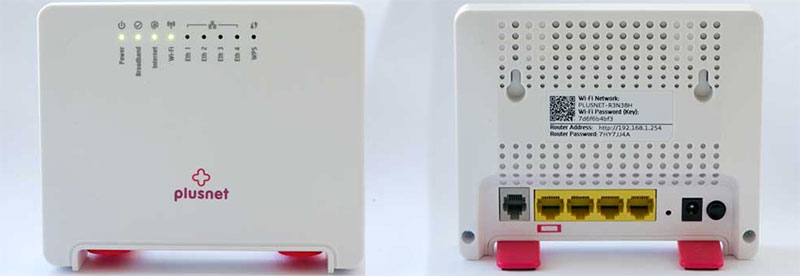 Power
Broadband
Internet
Wi-Fi
Eth 1
Eth 2
Eth 3
Eth 4
WPS
plusnet
Wi-Fi Network:
PLUSNET-R3N38H
Wi-Fi Password (Key):
7d6f6b4bf3
Router Address: http://192.168.1.254
Router Password: 7HY7JJ4A